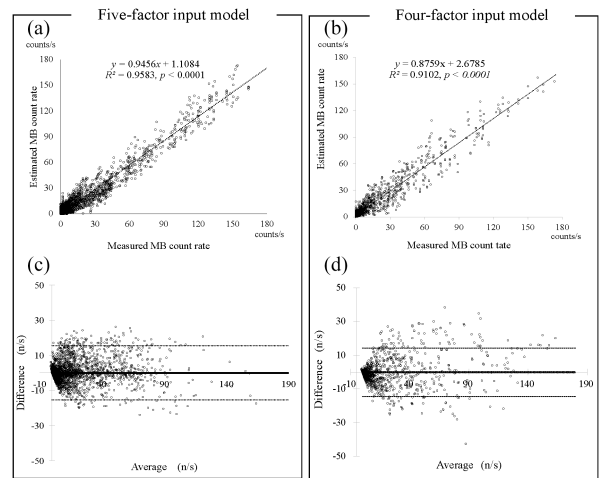 Five-factor input model
(a)
counts/s
y = 0.9456x + 1.1084
R² = 0.9583, p < 0.0001
Estimated MB count rate
180
150
120
90
60
30
0
0 30 60 90 120 150 180
counts/s
Measured MB count rate
Four-factor input model
(b)
counts/s
y = 0.8759x + 2.6785
R² = 0.9102, p < 0.0001
Estimated MB count rate
180
150
120
90
60
30
0
0 30 60 90 120 150 180
counts/s
Measured MB count tate
(c)
Difference (n/s)
50
30
10
-10
-30
-50
-10 40 90 140 190
Average (n/s)
(d)
Difference (n/s)
50
30
10
-10
-30
-50
-10 40 90 140 190
Average (n/s)